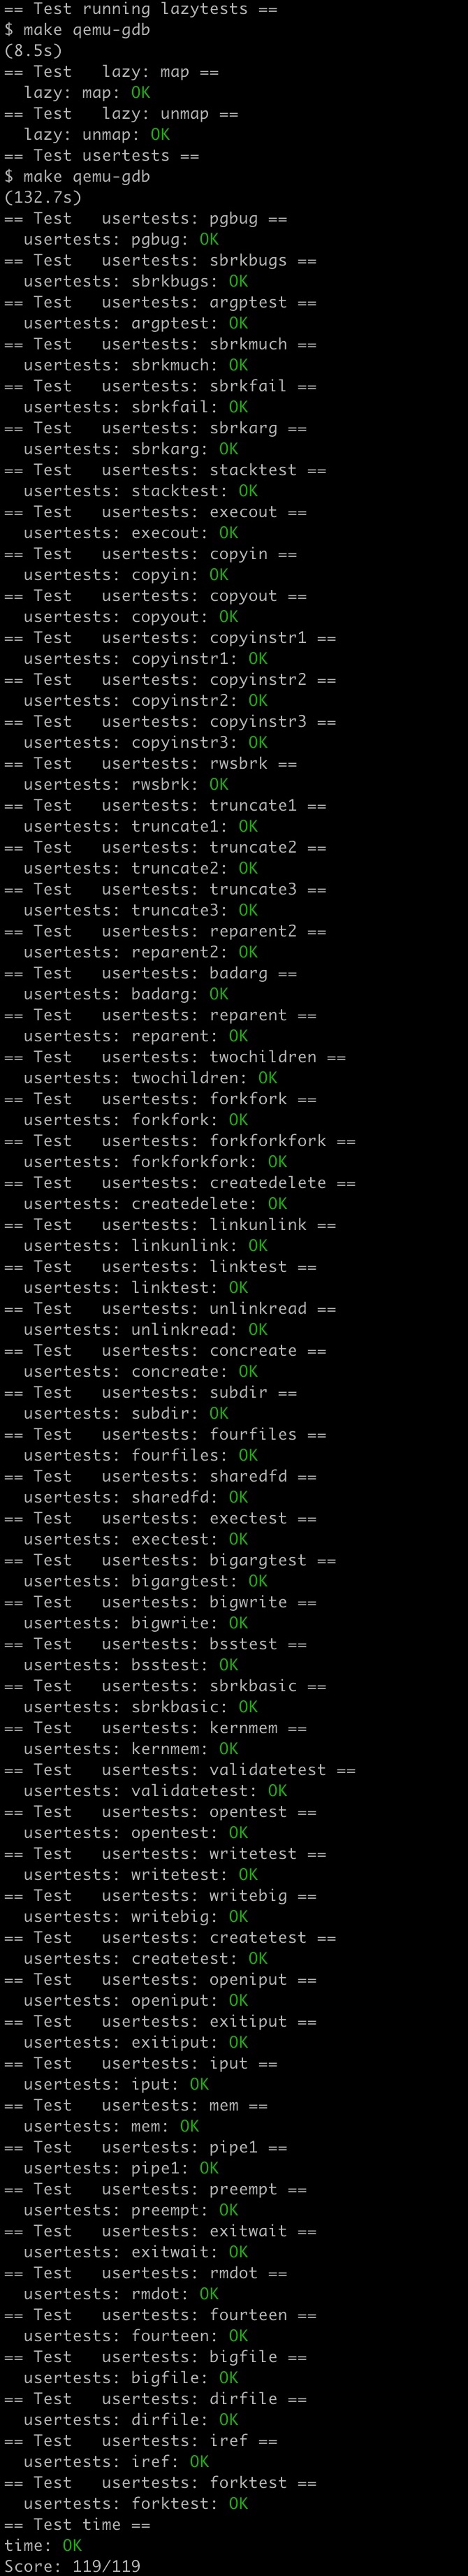 == Test running lazytests ==
$ make qemu-gdb
(8.5s)
== Test   lazy: map ==
  lazy: map: OK
== Test   lazy: unmap ==
  lazy: unmap: OK
== Test usertests ==
$ make qemu-gdb
(132.7s)
== Test   usertests: pgbug ==
  usertests: pgbug: OK
== Test   usertests: sbrkbugs ==
  usertests: sbrkbugs: OK
== Test   usertests: argptest ==
  usertests: argptest: OK
== Test   usertests: sbrkmuch ==
  usertests: sbrkmuch: OK
== Test   usertests: sbrkfail ==
  usertests: sbrkfail: OK
== Test   usertests: sbrkarg ==
  usertests: sbrkarg: OK
== Test   usertests: stacktest ==
  usertests: stacktest: OK
== Test   usertests: execout ==
  usertests: execout: OK
== Test   usertests: copyin ==
  usertests: copyin: OK
== Test   usertests: copyout ==
  usertests: copyout: OK
== Test   usertests: copyinstr1 ==
  usertests: copyinstr1: OK
== Test   usertests: copyinstr2 ==
  usertests: copyinstr2: OK
== Test   usertests: copyinstr3 ==
  usertests: copyinstr3: OK
== Test   usertests: rwsbrk ==
  usertests: rwsbrk: OK
== Test   usertests: truncate1 ==
  usertests: truncate1: OK
== Test   usertests: truncate2 ==
  usertests: truncate2: OK
== Test   usertests: truncate3 ==
  usertests: truncate3: OK
== Test   usertests: reparent2 ==
  usertests: reparent2: OK
== Test   usertests: badarg ==
  usertests: badarg: OK
== Test   usertests: reparent ==
  usertests: reparent: OK
== Test   usertests: twochildren ==
  usertests: twochildren: OK
== Test   usertests: forkfork ==
  usertests: forkfork: OK
== Test   usertests: forkforkfork ==
  usertests: forkforkfork: OK
== Test   usertests: createdelete ==
  usertests: createdelete: OK
== Test   usertests: linkunlink ==
  usertests: linkunlink: OK
== Test   usertests: linktest ==
  usertests: linktest: OK
== Test   usertests: unlinkread ==
  usertests: unlinkread: OK
== Test   usertests: concreate ==
  usertests: concreate: OK
== Test   usertests: subdir ==
  usertests: subdir: OK
== Test   usertests: fourfiles ==
  usertests: fourfiles: OK
== Test   usertests: sharedfd ==
  usertests: sharedfd: OK
== Test   usertests: exectest ==
  usertests: exectest: OK
== Test   usertests: bigargtest ==
  usertests: bigargtest: OK
== Test   usertests: bigwrite ==
  usertests: bigwrite: OK
== Test   usertests: bsstest ==
  usertests: bsstest: OK
== Test   usertests: sbrkbasic ==
  usertests: sbrkbasic: OK
== Test   usertests: kernmem ==
  usertests: kernmem: OK
== Test   usertests: validatetest ==
  usertests: validatetest: OK
== Test   usertests: opentest ==
  usertests: opentest: OK
== Test   usertests: writetest ==
  usertests: writetest: OK
== Test   usertests: writebig ==
  usertests: writebig: OK
== Test   usertests: createtest ==
  usertests: createtest: OK
== Test   usertests: openiput ==
  usertests: openiput: OK
== Test   usertests: exitiput ==
  usertests: exitiput: OK
== Test   usertests: iput ==
  usertests: iput: OK
== Test   usertests: mem ==
  usertests: mem: OK
== Test   usertests: pipe1 ==
  usertests: pipe1: OK
== Test   usertests: preempt ==
  usertests: preempt: OK
== Test   usertests: exitwait ==
  usertests: exitwait: OK
== Test   usertests: rmdot ==
  usertests: rmdot: OK
== Test   usertests: fourteen ==
  usertests: fourteen: OK
== Test   usertests: bigfile ==
  usertests: bigfile: OK
== Test   usertests: dirfile ==
  usertests: dirfile: OK
== Test   usertests: iref ==
  usertests: iref: OK
== Test   usertests: forktest ==
  usertests: forktest: OK
== Test time ==
time: OK
Score: 119/119